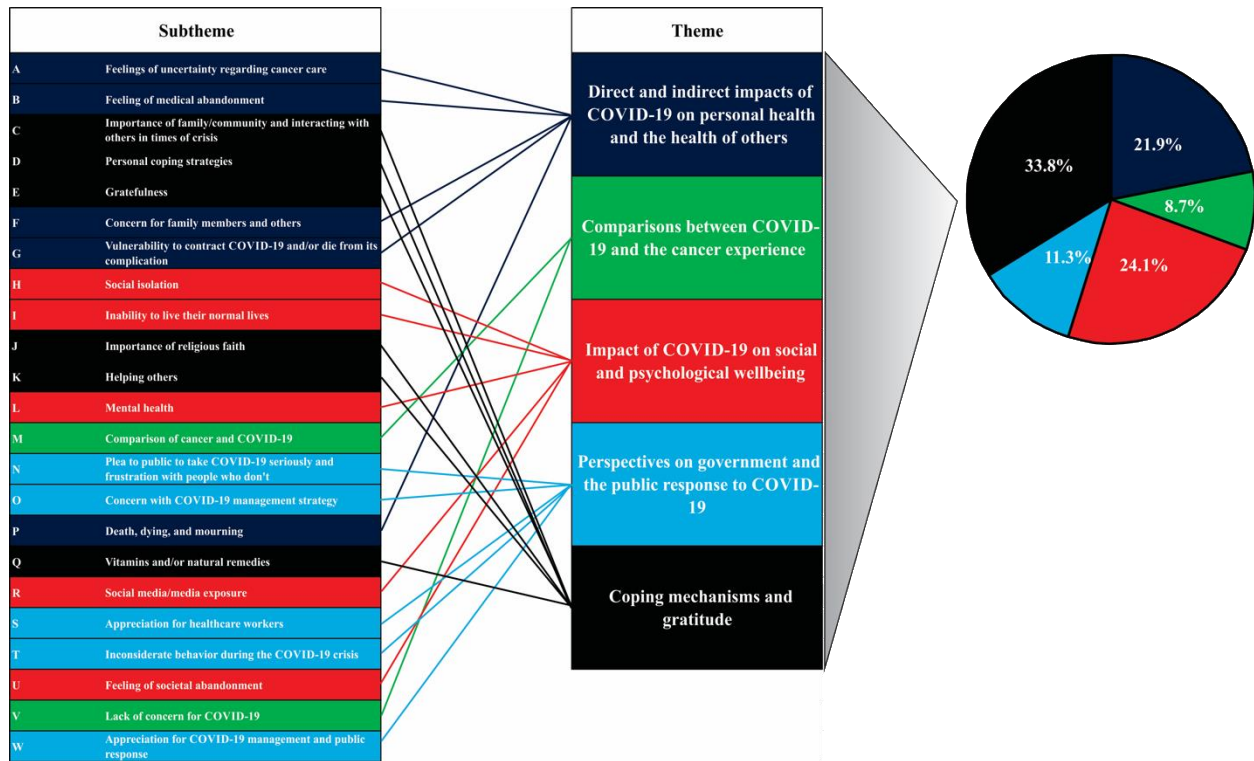 Subtheme
A Feelings of uncertainty regarding cancer care
B Feeling of medical abandonment
C Importance of family/community and interacting with
others in times of crisis
D Personal coping strategies
E Gratefulness
F Concern for family members and others
G Vulnerability to contract COVID-19 and/or die from its
complication
H Social isolation
I Inability to live their normal lives
J Importance of religious faith
K Helping others
L Mental health
M Comparison of cancer and COVID-19
N Plea to public to take COVID-19 seriously and
frustration with people who don't
O Concern with COVID-19 management strategy
P Death, dying, and mourning
Q Vitamins and/or natural remedies
R Social media/media exposure
S Appreciation for healthcare workers
T Inconsiderate behavior during the COVID-19 crisis
U Feeling of societal abandonment
V Lack of concern for COVID-19
W Appreciation for COVID-19 management and public
response
Theme
Direct and indirect impacts of
COVID-19 on personal health
and the health of others
Comparisons between COVID-
19 and the cancer experience
Impact of COVID-19 on social
and psychological wellbeing
Perspectives on government and
the public response to COVID-
19
Coping mechanisms and
gratitude
21.9%
8.7%
24.1%
11.3%
33.8%